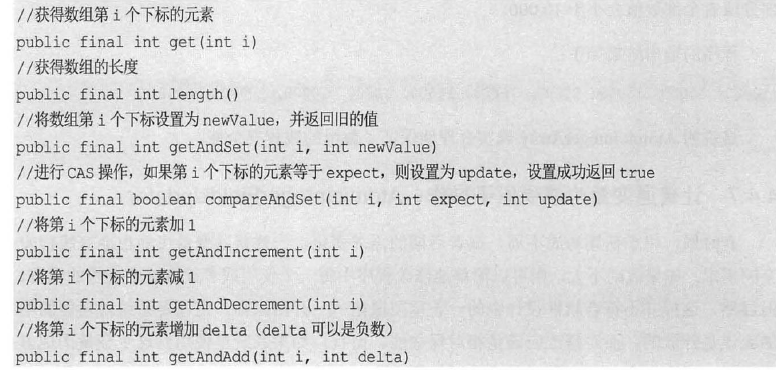 //获得数组第 i 个下标的元素
public final int get(int i)
//获得数组的长度
public final int length()
//将数组第 i 个下标设置为 newValue，并返回旧的值
public final int getAndSet(int i, int newValue)
//进行 CAS 操作，如果第 i 个下标的元素等于 expect，则设置为 update，设置成功返回 true
public final boolean compareAndSet(int i, int expect, int update)
//将第 i 个下标的元素加 1
public final int getAndIncrement(int i)
//将第 i 个下标的元素减 1
public final int getAndDecrement(int i)
//将第 i 个下标的元素增加 delta（delta 可以是负数）
public final int getAndAdd(int i, int delta)